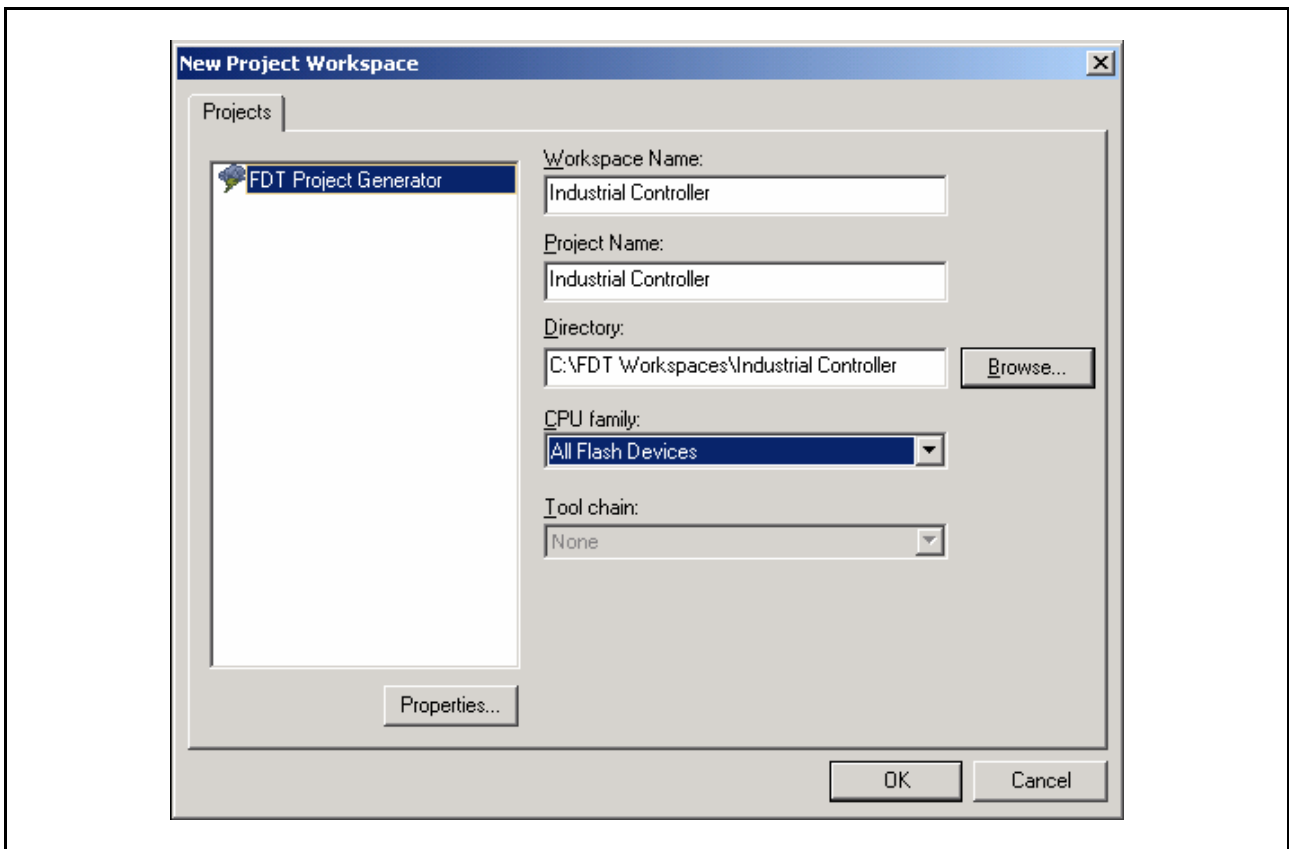 New Project Workspace
Projects
FDT Project Generator
Workspace Name:
Industrial Controller
Project Name:
Industrial Controller
Directory:
C:\FDT Workspaces\Industrial Controller
Browse...
CPU family:
All Flash Devices
Tool chain:
None
Properties...
OK
Cancel